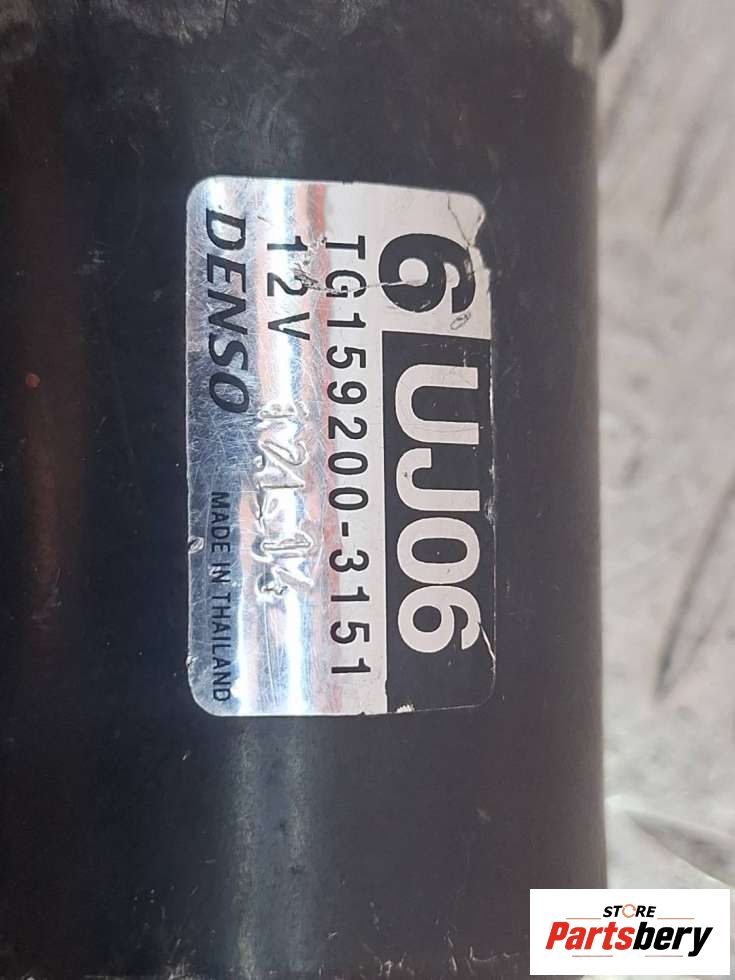 6 UJ06
TG159200-3151
12V
DENSO MADE IN THAILAND
STORE
Partsbery